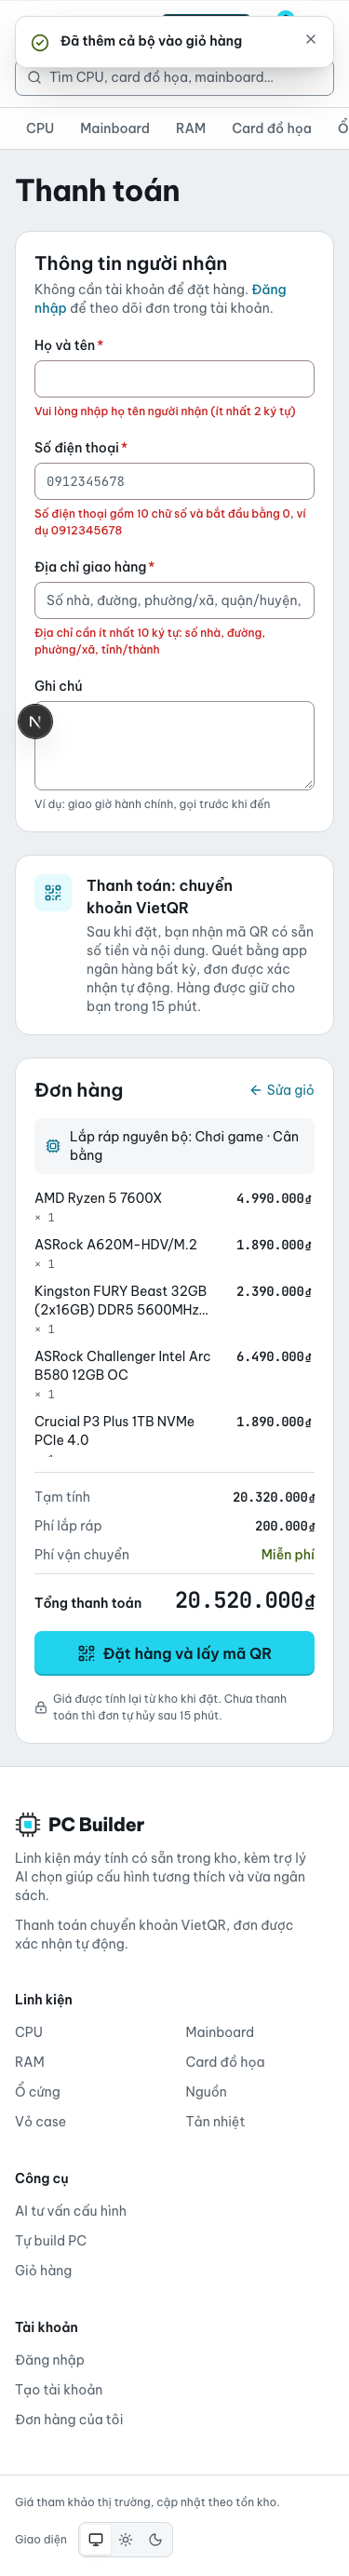 Đã thêm cả bộ vào giỏ hàng
Tìm CPU, card đồ họa, mainboard...
CPU Mainboard RAM Card đồ họa Ổ
Thanh toán
Thông tin người nhận
Không cần tài khoản để đặt hàng. Đăng
nhập để theo dõi đơn trong tài khoản.
Họ và tên *
Vui lòng nhập họ tên người nhận (ít nhất 2 ký tự)
Số điện thoại *
0912345678
Số điện thoại gồm 10 chữ số và bắt đầu bằng 0, ví
dụ 0912345678
Địa chỉ giao hàng *
Số nhà, đường, phường/xã, quận/huyện,
Địa chỉ cần ít nhất 10 ký tự: số nhà, đường,
phường/xã, tỉnh/thành
Ghi chú
N
Ví dụ: giao giờ hành chính, gọi trước khi đến
Thanh toán: chuyển
khoản VietQR
Sau khi đặt, bạn nhận mã QR có sẵn
số tiền và nội dung. Quét bằng app
ngân hàng bất kỳ, đơn được xác
nhận tự động. Hàng được giữ cho
bạn trong 15 phút.
Đơn hàng ← Sửa giỏ
Lắp ráp nguyên bộ: Chơi game · Cân
bằng
AMD Ryzen 5 7600X 4.990.000₫
× 1
ASRock A620M-HDV/M.2 1.890.000₫
× 1
Kingston FURY Beast 32GB 2.390.000₫
(2x16GB) DDR5 5600MHz...
× 1
ASRock Challenger Intel Arc 6.490.000₫
B580 12GB OC
× 1
Crucial P3 Plus 1TB NVMe 1.890.000₫
PCIe 4.0
Tạm tính 20.320.000₫
Phí lắp ráp 200.000₫
Phí vận chuyển Miễn phí
Tổng thanh toán 20.520.000₫
Đặt hàng và lấy mã QR
Giá được tính lại từ kho khi đặt. Chưa thanh
toán thì đơn tự hủy sau 15 phút.
PC Builder
Linh kiện máy tính có sẵn trong kho, kèm trợ lý
AI chọn giúp cấu hình tương thích và vừa ngân
sách.
Thanh toán chuyển khoản VietQR, đơn được
xác nhận tự động.
Linh kiện
CPU Mainboard
RAM Card đồ họa
Ổ cứng Nguồn
Vỏ case Tản nhiệt
Công cụ
AI tư vấn cấu hình
Tự build PC
Giỏ hàng
Tài khoản
Đăng nhập
Tạo tài khoản
Đơn hàng của tôi
Giá tham khảo thị trường, cập nhật theo tồn kho.
Giao diện